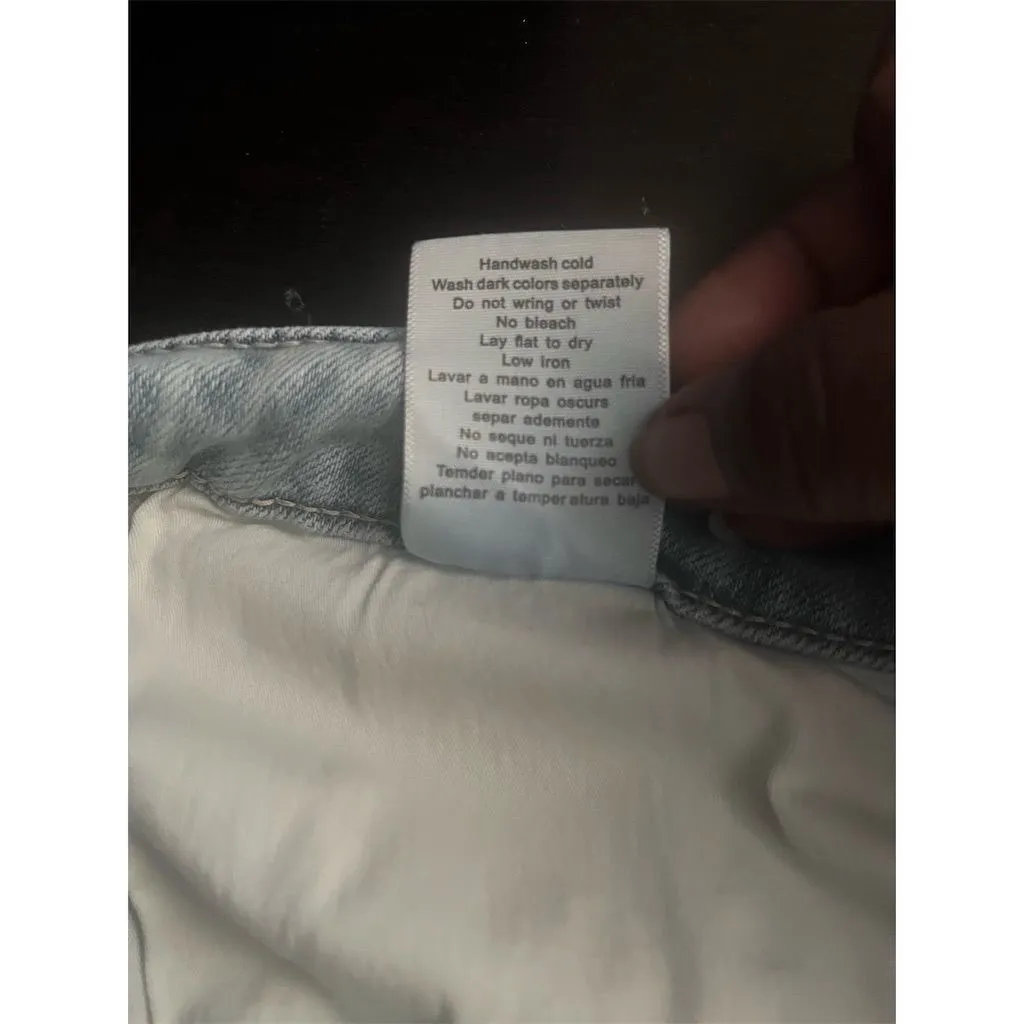 Handwash cold
Wash dark colors separately
Do not wring or twist
No bleach
Lay flat to dry
Low iron
Lavar a mano en agua fria
Lavar ropa oscurs
separ ademente
No seque ni tuerza
No acepta blanqueo
Temder plano para secar
planchar a temperatura baja